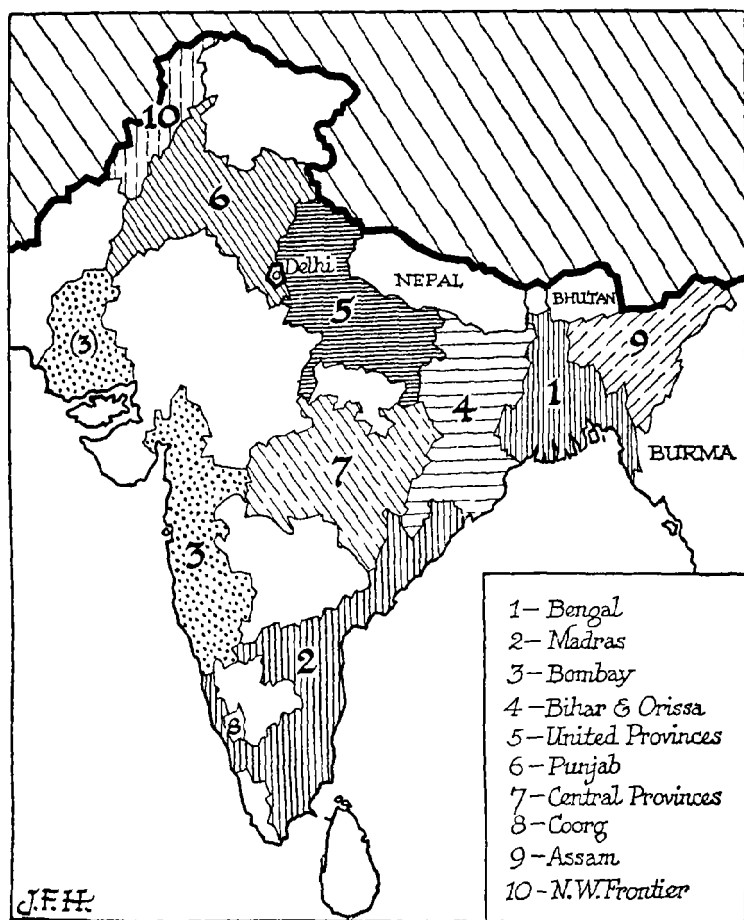 10
6
Delhi
NEPAL
BHUTAN
5
(3)
9
4
1
BURMA
7
3
2
8
1–Bengal
2–Madras
3–Bombay
4–Bihar & Orissa
5–United Provinces
6–Punjab
7–Central Provinces
8–Coorg
9–Assam
10-N.W.Frontier
J.F.H.